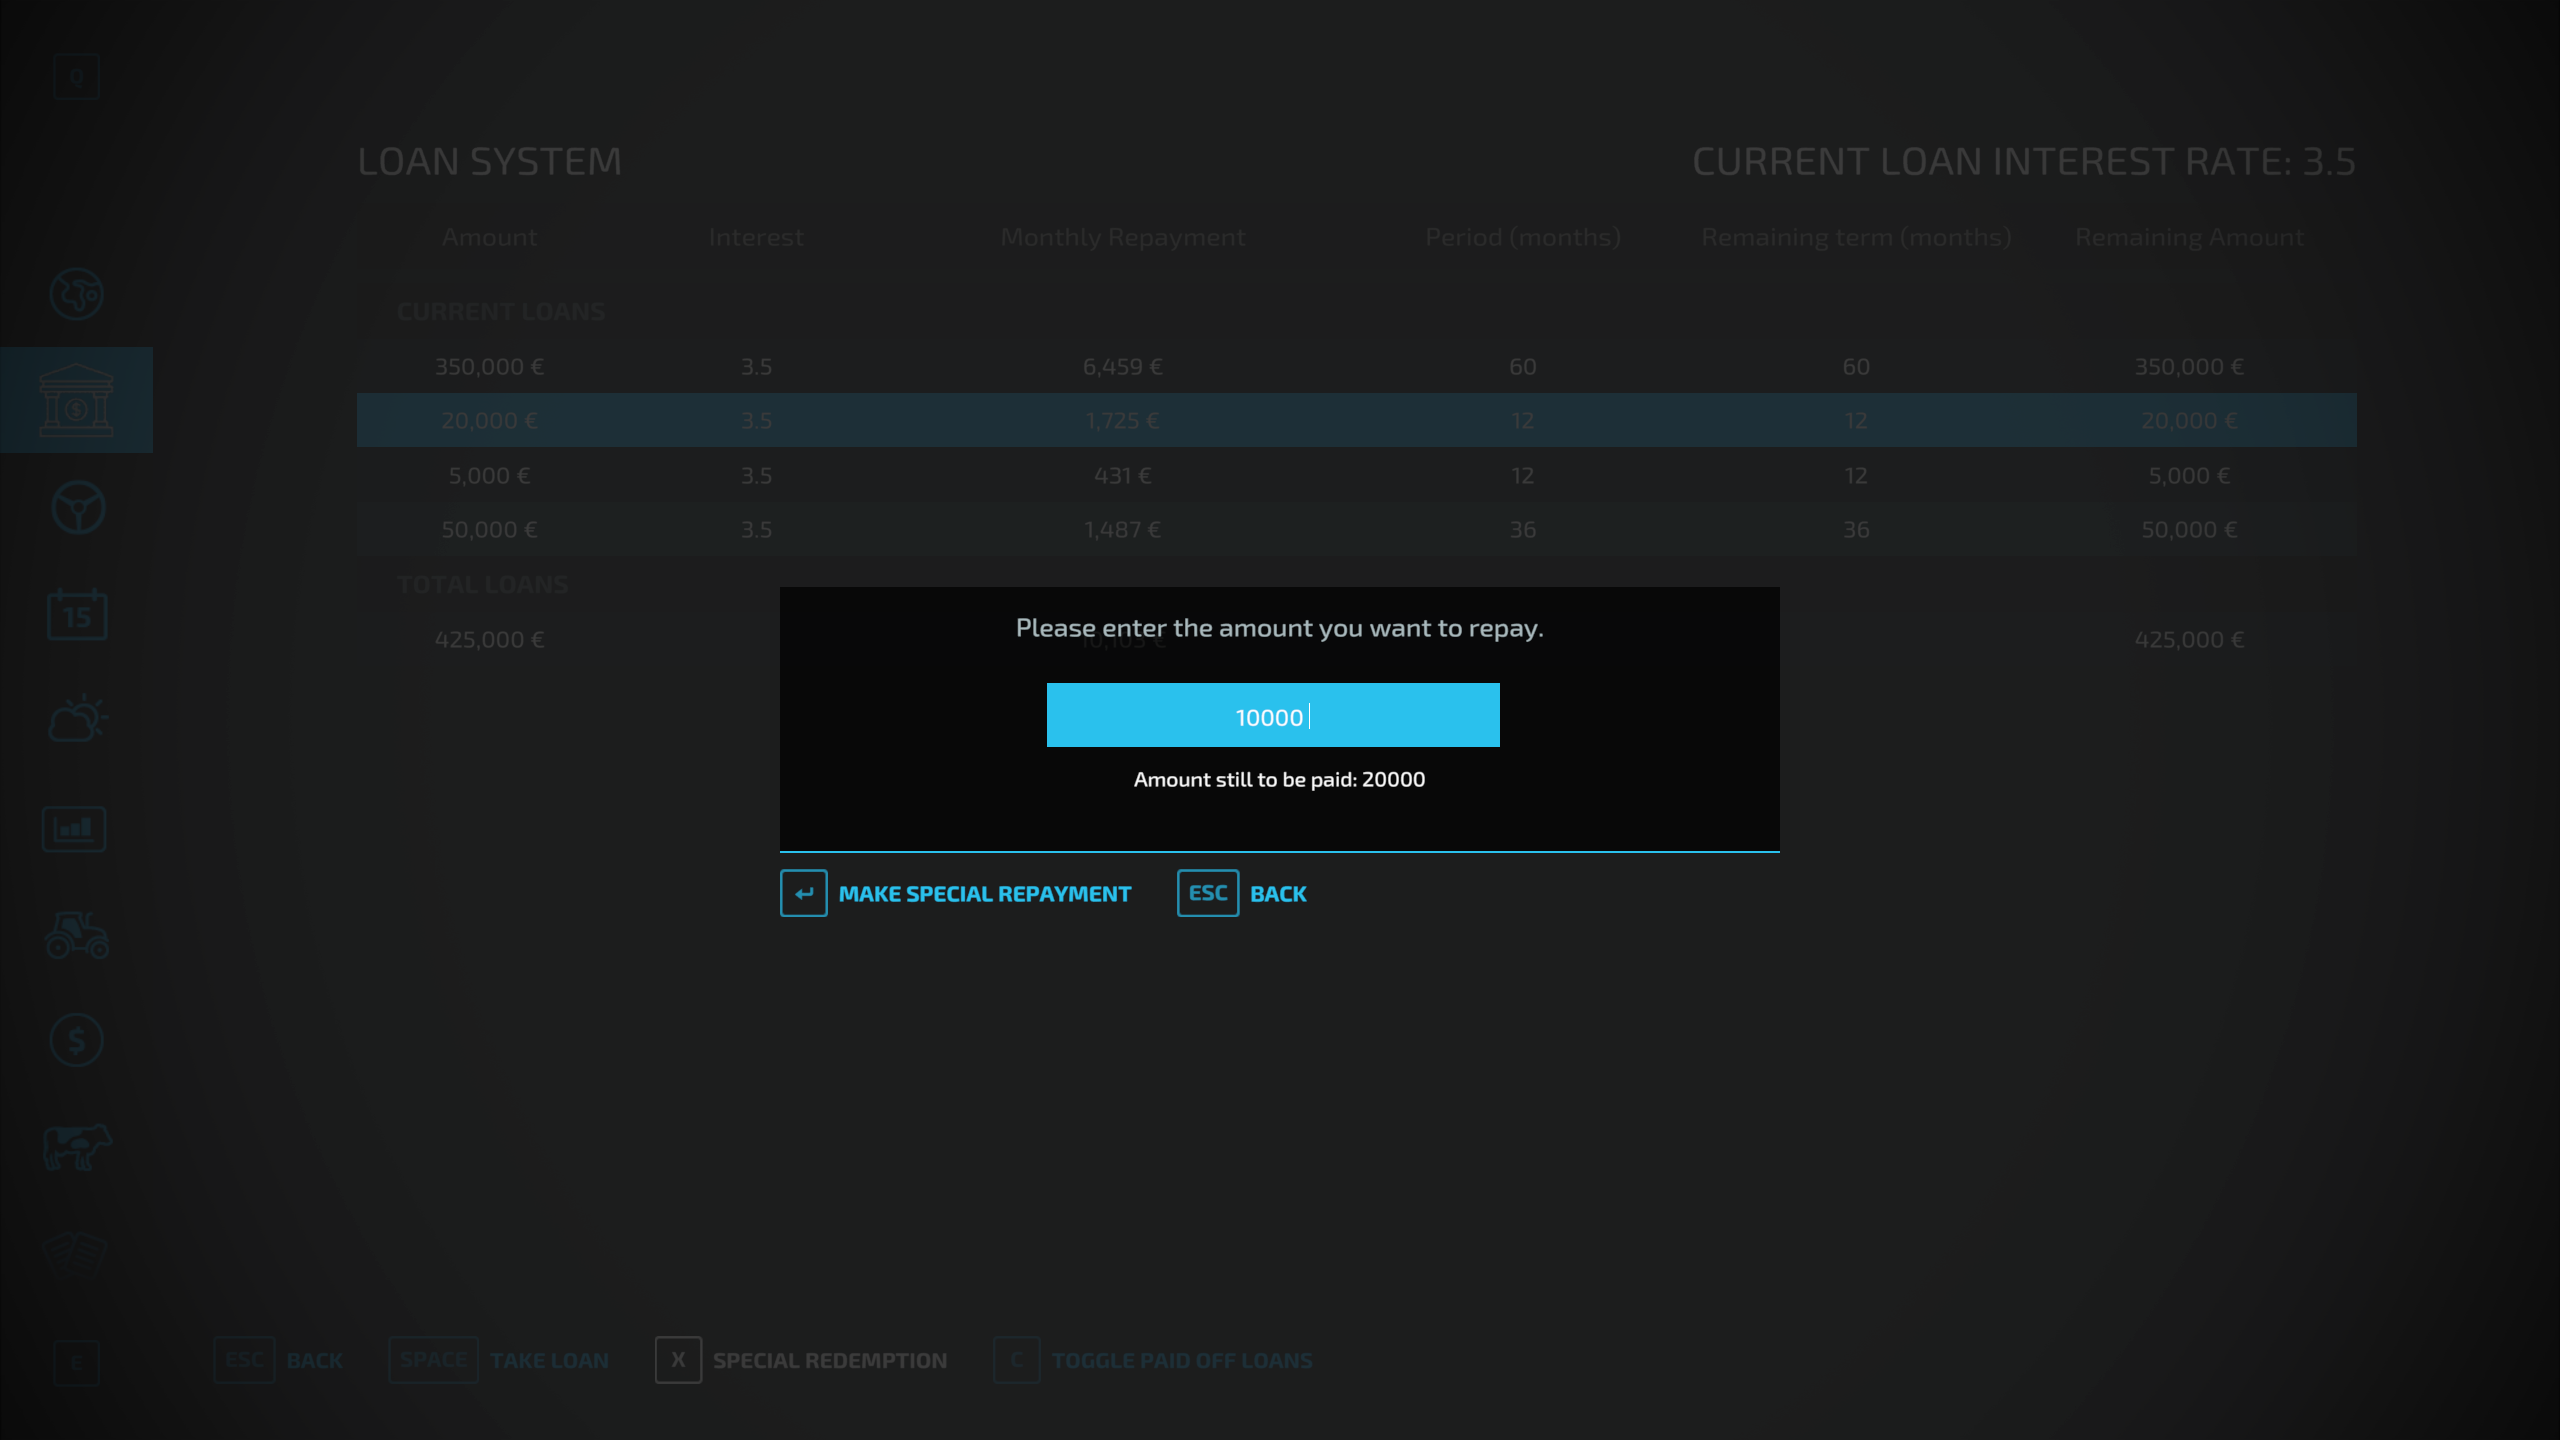 Q
LOAN SYSTEM
CURRENT LOAN INTEREST RATE: 3.5
Amount Interest Monthly Repayment Period (months) Remaining term (months) Remaining Amount
CURRENT LOANS
350,000 € 3.5 6,459 € 60 60 350,000 €
20,000 € 3.5 1,725 € 12 12 20,000 €
5,000 € 3.5 431 € 12 12 5,000 €
50,000 € 3.5 1,487 € 36 36 50,000 €
TOTAL LOANS
425,000 € 10,103 € 425,000 €
15
Please enter the amount you want to repay.
10000
Amount still to be paid: 20000
MAKE SPECIAL REPAYMENT ESC BACK
E
ESC BACK SPACE TAKE LOAN X SPECIAL REDEMPTION C TOGGLE PAID OFF LOANS